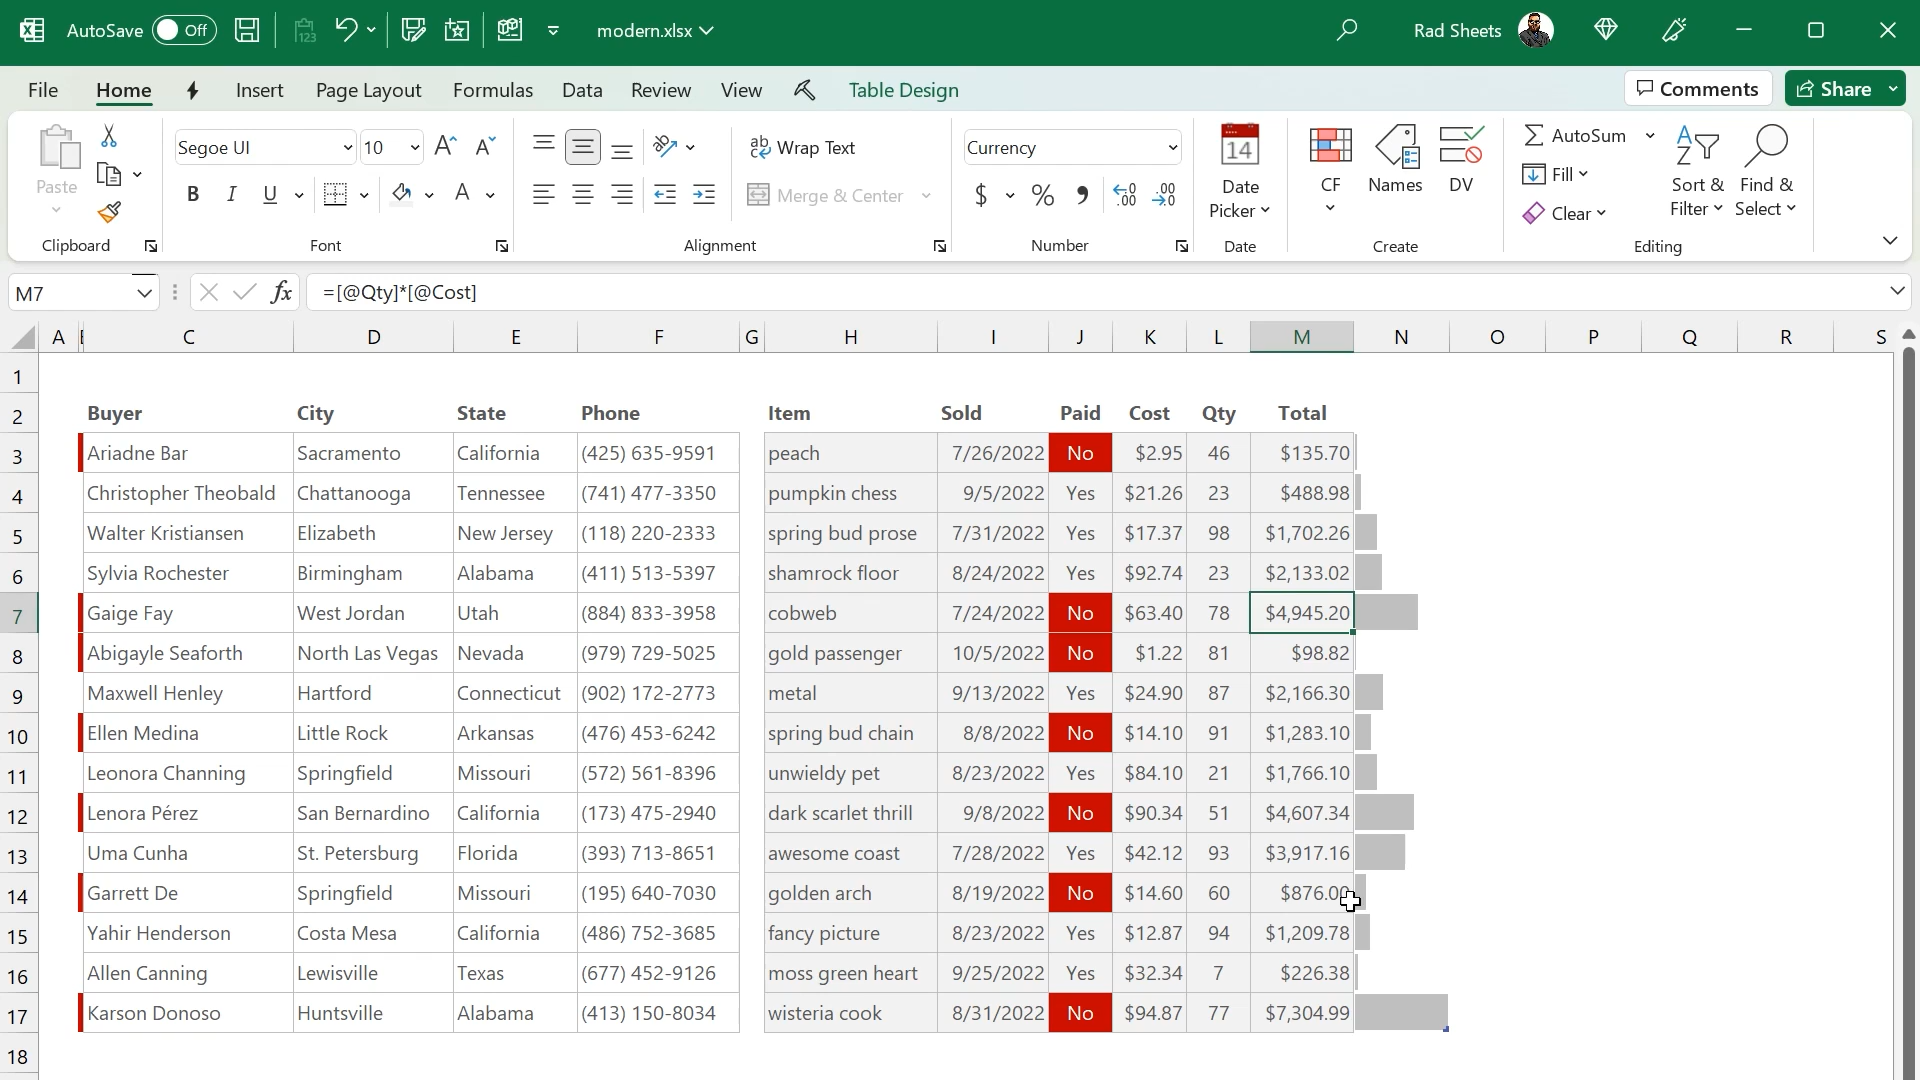 AutoSave Off modern.xlsx Rad Sheets
File Home Insert Page Layout Formulas Data Review View Table Design Comments Share
Paste Segoe UI 10 A A Wrap Text Currency 14 AutoSum
B I U A Merge & Center $ % , Date Picker CF Names DV Fill Clear Sort & Filter Find & Select
Clipboard Font Alignment Number Date Create Editing
M7 fx =[@Qty]*[@Cost]
A C D E F G H I J K L M N O P Q R S
1
2 Buyer City State Phone Item Sold Paid Cost Qty Total
3 Ariadne Bar Sacramento California (425) 635-9591 peach 7/26/2022 No $2.95 46 $135.70
4 Christopher Theobald Chattanooga Tennessee (741) 477-3350 pumpkin chess 9/5/2022 Yes $21.26 23 $488.98
5 Walter Kristiansen Elizabeth New Jersey (118) 220-2333 spring bud prose 7/31/2022 Yes $17.37 98 $1,702.26
6 Sylvia Rochester Birmingham Alabama (411) 513-5397 shamrock floor 8/24/2022 Yes $92.74 23 $2,133.02
7 Gaige Fay West Jordan Utah (884) 833-3958 cobweb 7/24/2022 No $63.40 78 $4,945.20
8 Abigayle Seaforth North Las Vegas Nevada (979) 729-5025 gold passenger 10/5/2022 No $1.22 81 $98.82
9 Maxwell Henley Hartford Connecticut (902) 172-2773 metal 9/13/2022 Yes $24.90 87 $2,166.30
10 Ellen Medina Little Rock Arkansas (476) 453-6242 spring bud chain 8/8/2022 No $14.10 91 $1,283.10
11 Leonora Channing Springfield Missouri (572) 561-8396 unwieldy pet 8/23/2022 Yes $84.10 21 $1,766.10
12 Lenora Pérez San Bernardino California (173) 475-2940 dark scarlet thrill 9/8/2022 No $90.34 51 $4,607.34
13 Uma Cunha St. Petersburg Florida (393) 713-8651 awesome coast 7/28/2022 Yes $42.12 93 $3,917.16
14 Garrett De Springfield Missouri (195) 640-7030 golden arch 8/19/2022 No $14.60 60 $876.00
15 Yahir Henderson Costa Mesa California (486) 752-3685 fancy picture 8/23/2022 Yes $12.87 94 $1,209.78
16 Allen Canning Lewisville Texas (677) 452-9126 moss green heart 9/25/2022 Yes $32.34 7 $226.38
17 Karson Donoso Huntsville Alabama (413) 150-8034 wisteria cook 8/31/2022 No $94.87 77 $7,304.99
18